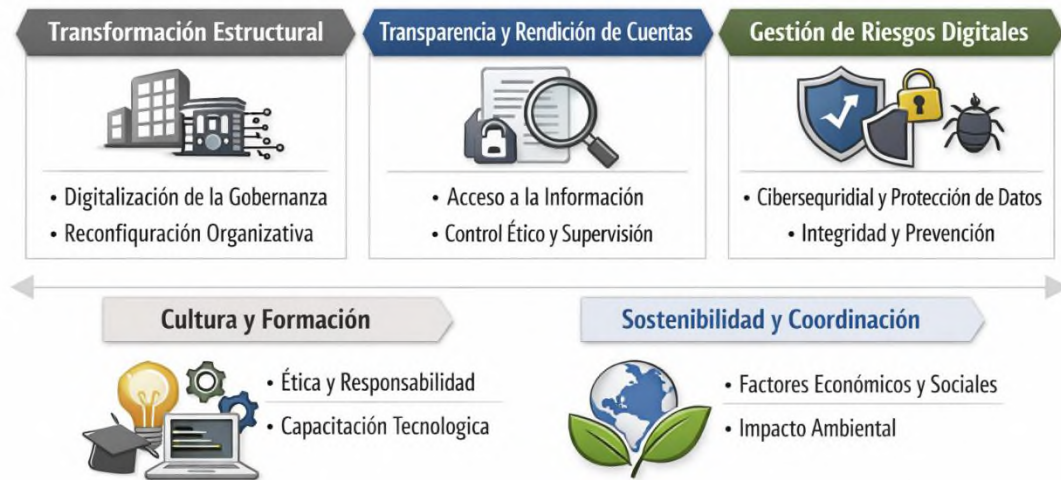 Transformación Estructural
• Digitalización de la Gobernanza
• Reconfiquración Organizativa
Transparencia y Rendición de Cuentas
• Acceso a la Información
• Control Ético y Supervisión
Gestión de Riesgos Digitales
• Cibersequridial y Protección de Datos
• Integridad y Prevención
Cultura y Formación
• Ética y Responsabilidad
• Capacitación Tecnologica
Sostenibilidad y Coordinación
• Factores Económicos y Sociales
• Impacto Ambiental